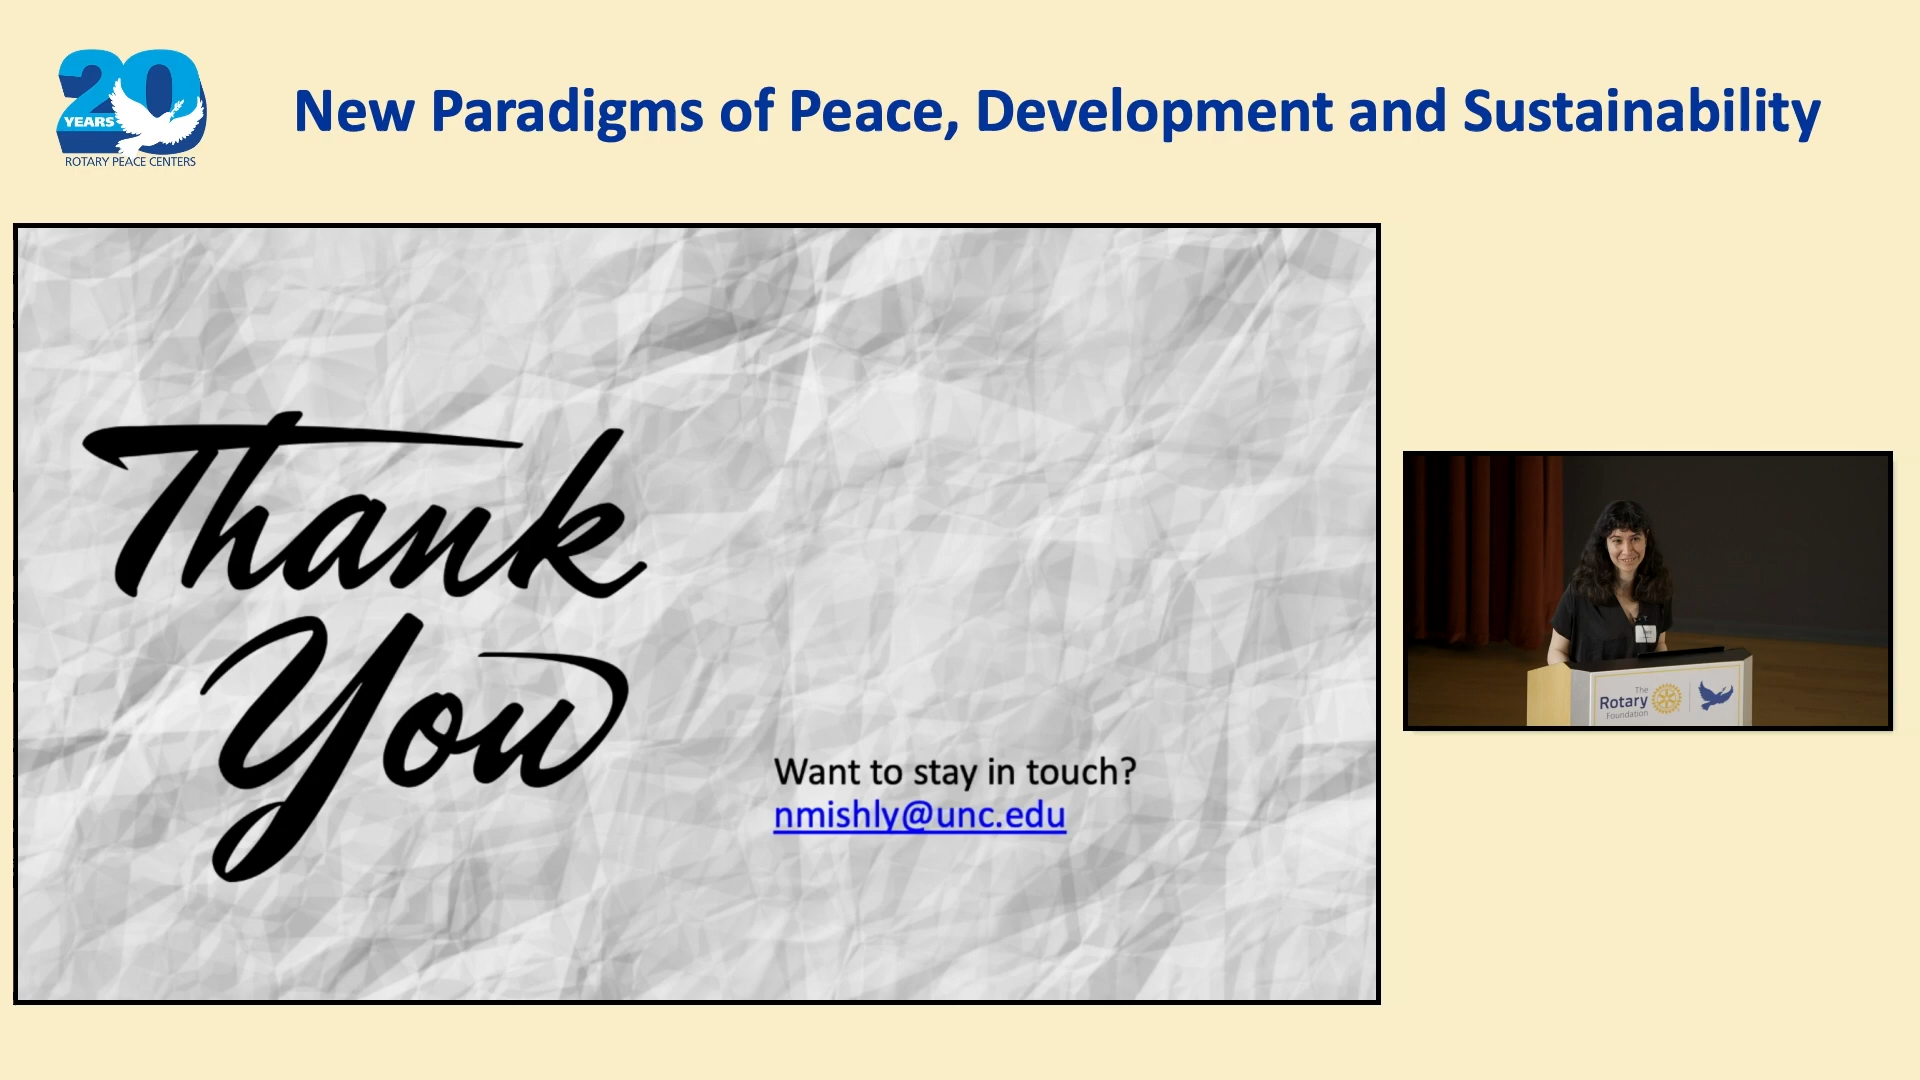 20
YEARS
ROTARY PEACE CENTERS
New Paradigms of Peace, Development and Sustainability
Thank
You
Want to stay in touch?
nmishly@unc.edu
The
Rotary
Foundation